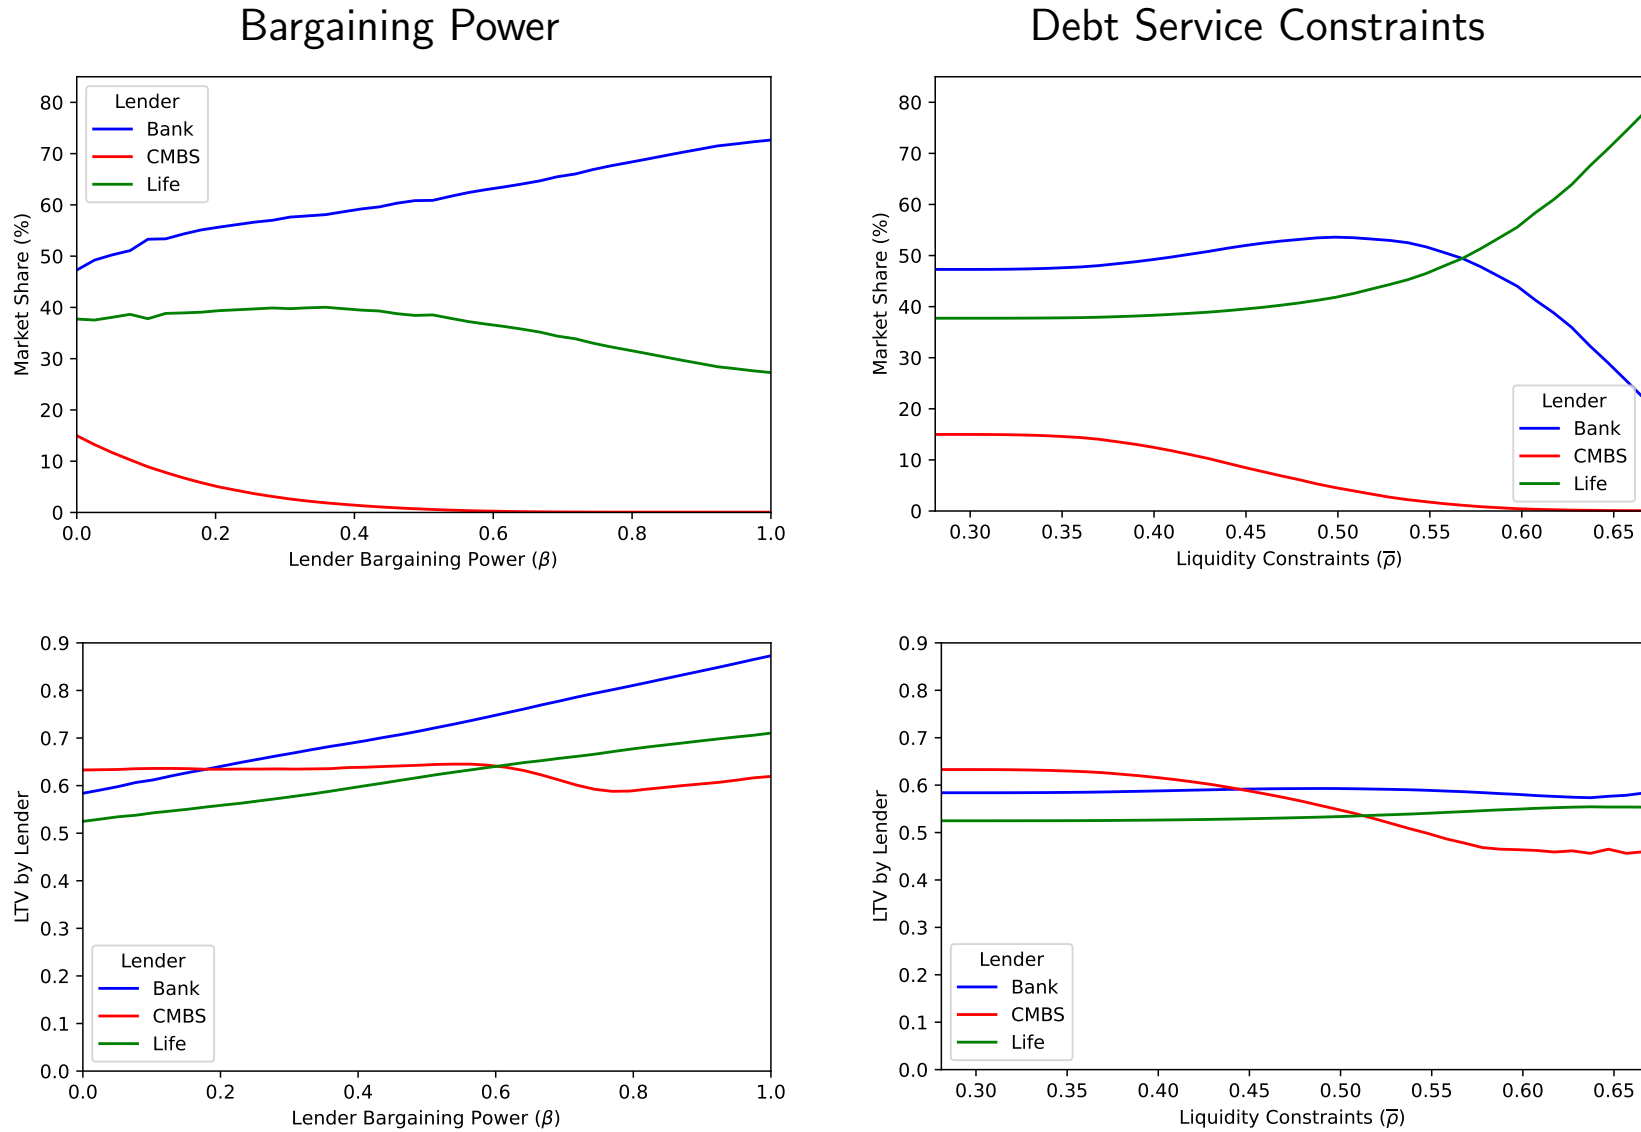 Bargaining Power
Debt Service Constraints
80
70
60
50
40
30
20
10
0
Market Share (%)
Lender
Bank
CMBS
Life
0.0 0.2 0.4 0.6 0.8 1.0
Lender Bargaining Power (β)
80
70
60
50
40
30
20
10
0
Market Share (%)
Lender
Bank
CMBS
Life
0.30 0.35 0.40 0.45 0.50 0.55 0.60 0.65
Liquidity Constraints (ρ̅)
0.9
0.8
0.7
0.6
0.5
0.4
0.3
0.2
0.1
0.0
LTV by Lender
Lender
Bank
CMBS
Life
0.0 0.2 0.4 0.6 0.8 1.0
Lender Bargaining Power (β)
0.9
0.8
0.7
0.6
0.5
0.4
0.3
0.2
0.1
0.0
LTV by Lender
Lender
Bank
CMBS
Life
0.30 0.35 0.40 0.45 0.50 0.55 0.60 0.65
Liquidity Constraints (ρ̅)